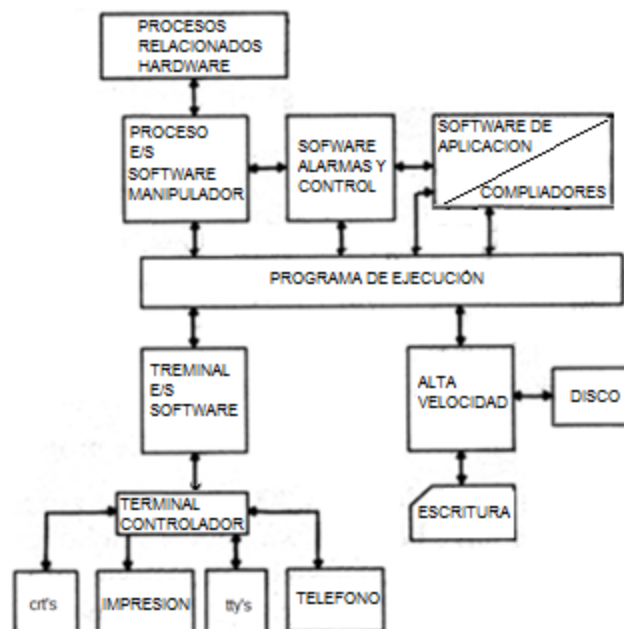 PROCESOS
RELACIONADOS
HARDWARE
PROCESO
E/S
SOFTWARE
MANIPULADOR
SOFWARE
ALARMAS Y
CONTROL
SOFTWARE DE
APLICACION
COMPLIADORES
PROGRAMA DE EJECUCIÓN
TREMINAL
E/S
SOFTWARE
ALTA
VELOCIDAD
DISCO
TERMINAL
CONTROLADOR
ESCRITURA
crt's
IMPRESION
tty's
TELEFONO